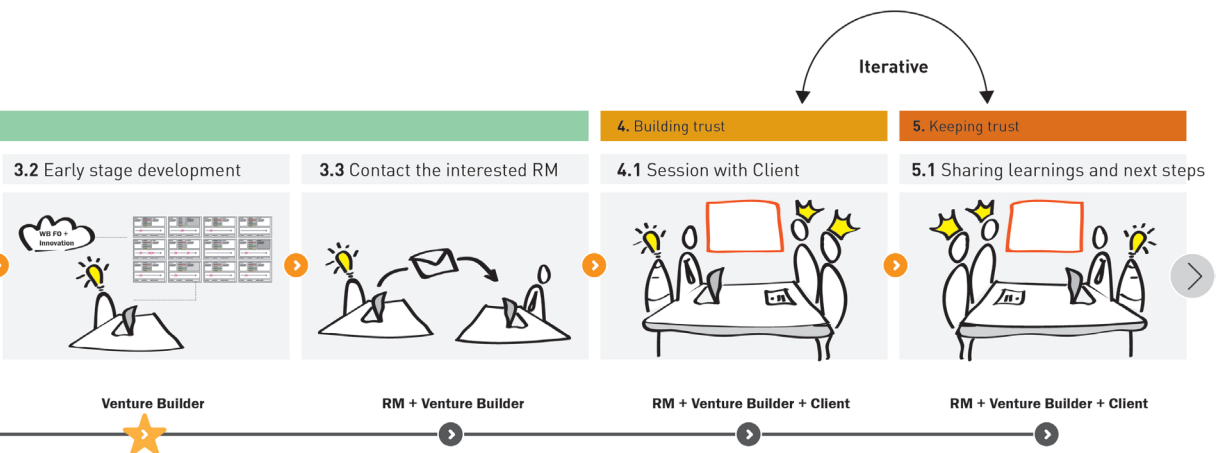 Iterative
4. Building trust
5. Keeping trust
3.2 Early stage development
3.3 Contact the interested RM
4.1 Session with Client
5.1 Sharing learnings and next steps
WB FO +
Innovation
Venture Builder
RM + Venture Builder
RM + Venture Builder + Client
RM + Venture Builder + Client